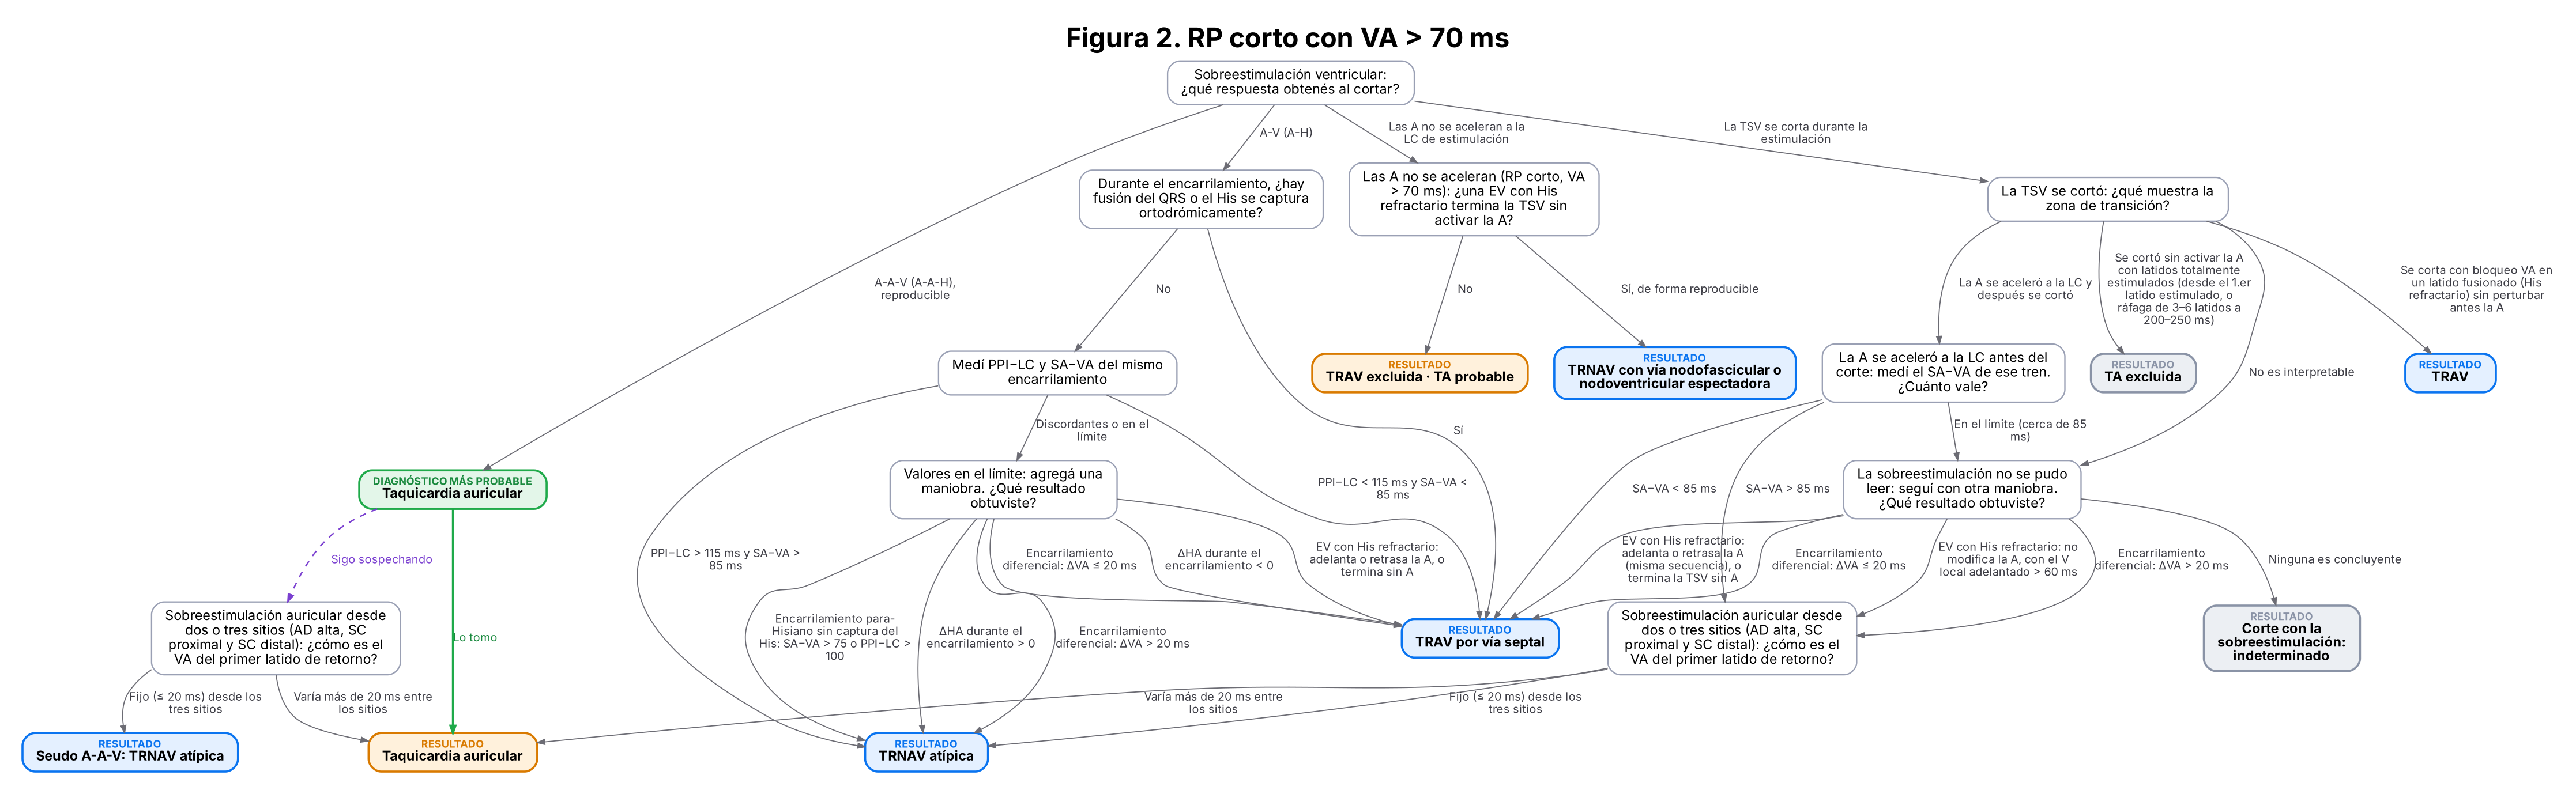 Figura 2. RP corto con VA > 70 ms
Sobreestimulación ventricular:
¿qué respuesta obtenés al cortar?
A-V (A-H)
Las A no se aceleran a la
LC de estimulación
La TSV se corta durante la
estimulación
A-A-V (A-A-H),
reproducible
Durante el encarrilamiento, ¿hay
fusión del QRS o el His se captura
ortodrómicamente?
Las A no se aceleran (RP corto, VA
> 70 ms): ¿una EV con His
refractario termina la TSV sin
activar la A?
La TSV se cortó: ¿qué muestra la
zona de transición?
No
No
Sí, de forma reproducible
La A se aceleró a la LC y
después se cortó
Se cortó sin activar la A
con latidos totalmente
estimulados (desde el 1.er
latido estimulado, o
ráfaga de 3–6 latidos a
200–250 ms)
Se corta con bloqueo VA en
un latido fusionado (His
refractario) sin perturbar
antes la A
Medí PPI−LC y SA−VA del mismo
encarrilamiento
RESULTADO
TRAV excluida · TA probable
RESULTADO
TRNAV con vía nodofascicular o
nodoventricular espectadora
La A se aceleró a la LC antes del
corte: medí el SA−VA de ese tren.
¿Cuánto vale?
RESULTADO
TA excluida
No es interpretable
RESULTADO
TRAV
Discordantes o en el
límite
Sí
En el límite (cerca de 85
ms)
DIAGNÓSTICO MÁS PROBABLE
Taquicardia auricular
Valores en el límite: agregá una
maniobra. ¿Qué resultado
obtuviste?
PPI−LC < 115 ms y SA−VA <
85 ms
SA−VA < 85 ms
SA−VA > 85 ms
La sobreestimulación no se pudo
leer: seguí con otra maniobra.
¿Qué resultado obtuviste?
Sigo sospechando
PPI−LC > 115 ms y SA−VA >
85 ms
Encarrilamiento
diferencial: ΔVA ≤ 20 ms
ΔHA durante el
encarrilamiento < 0
EV con His refractario:
adelanta o retrasa la A, o
termina sin A
EV con His refractario:
adelanta o retrasa la A
(misma secuencia), o
termina la TSV sin A
Encarrilamiento
diferencial: ΔVA ≤ 20 ms
EV con His refractario: no
modifica la A, con el V
local adelantado > 60 ms
Encarrilamiento
diferencial: ΔVA > 20 ms
Ninguna es concluyente
Sobreestimulación auricular desde
dos o tres sitios (AD alta, SC
proximal y SC distal): ¿cómo es el
VA del primer latido de retorno?
Lo tomo
Encarrilamiento para-
Hisiano sin captura del
His: SA−VA > 75 o PPI−LC >
100
ΔHA durante el
encarrilamiento > 0
Encarrilamiento
diferencial: ΔVA > 20 ms
RESULTADO
TRAV por vía septal
Sobreestimulación auricular desde
dos o tres sitios (AD alta, SC
proximal y SC distal): ¿cómo es el
VA del primer latido de retorno?
RESULTADO
Corte con la
sobreestimulación:
indeterminado
Fijo (≤ 20 ms) desde los
tres sitios
Varía más de 20 ms entre
los sitios
Varía más de 20 ms entre
los sitios
Fijo (≤ 20 ms) desde los
tres sitios
RESULTADO
Seudo A-A-V: TRNAV atípica
RESULTADO
Taquicardia auricular
RESULTADO
TRNAV atípica